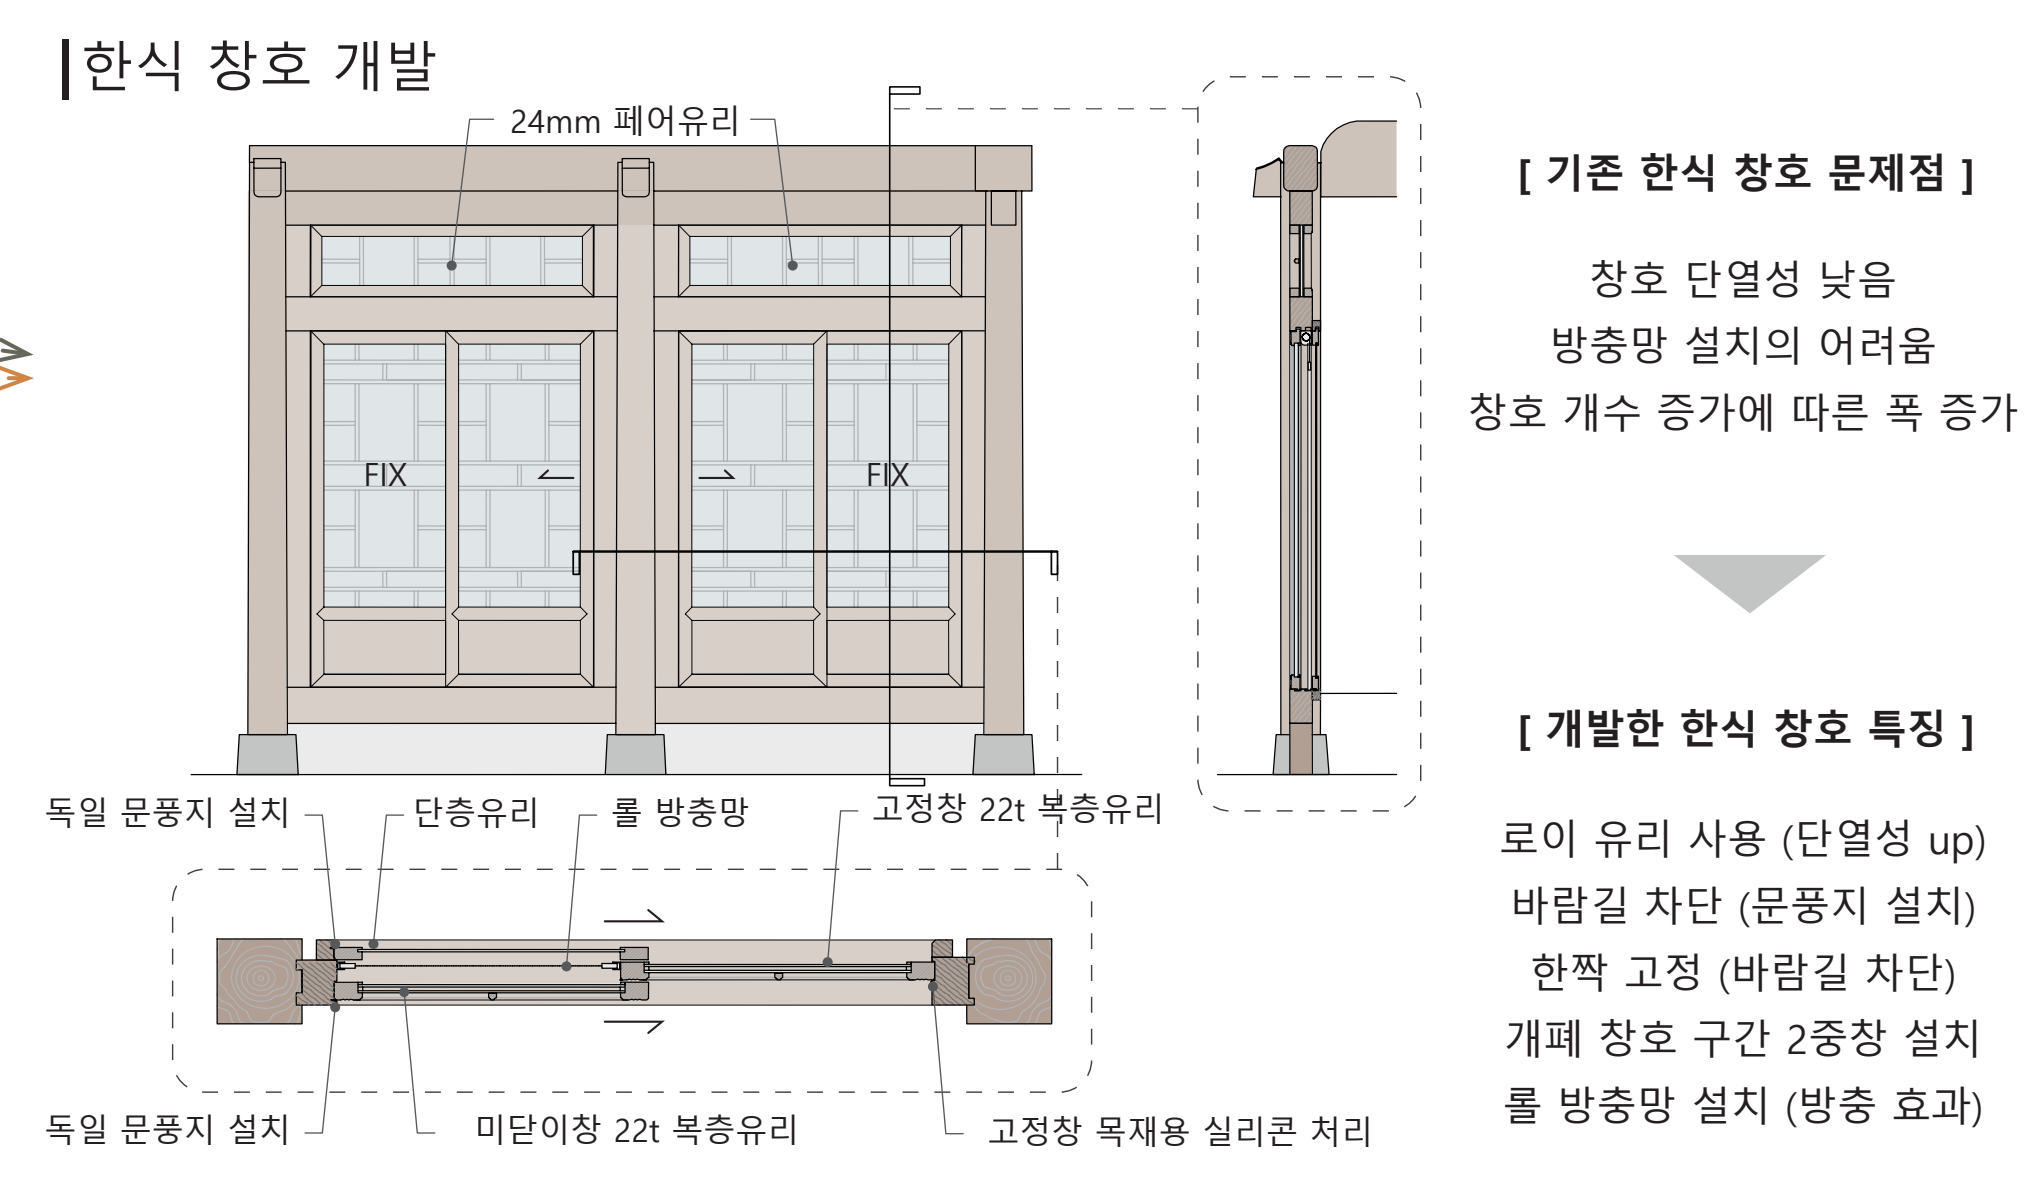 한식 창호 개발
24mm 페어유리
FIX
FIX
독일 문풍지 설치
단층유리
롤 방충망
고정창 22t 복층유리
독일 문풍지 설치
미닫이창 22t 복층유리
고정창 목재용 실리콘 처리
[ 기존 한식 창호 문제점 ]
창호 단열성 낮음
방충망 설치의 어려움
창호 개수 증가에 따른 폭 증가
[ 개발한 한식 창호 특징 ]
로이 유리 사용 (단열성 up)
바람길 차단 (문풍지 설치)
한짝 고정 (바람길 차단)
개폐 창호 구간 2중창 설치
롤 방충망 설치 (방충 효과)